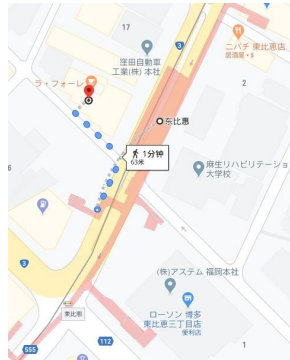 17
窪田自動車
工業(株) 本社
3
ニパチ 東比恵店
居酒屋・$
ラ・フォーレ
2
东比惠
1分钟
63米
麻生リハビリテーショ
大学校
3
(株)アステム 福岡本社
東比恵
555
112
ローソン 博多
東比恵三丁目店
便利店
1